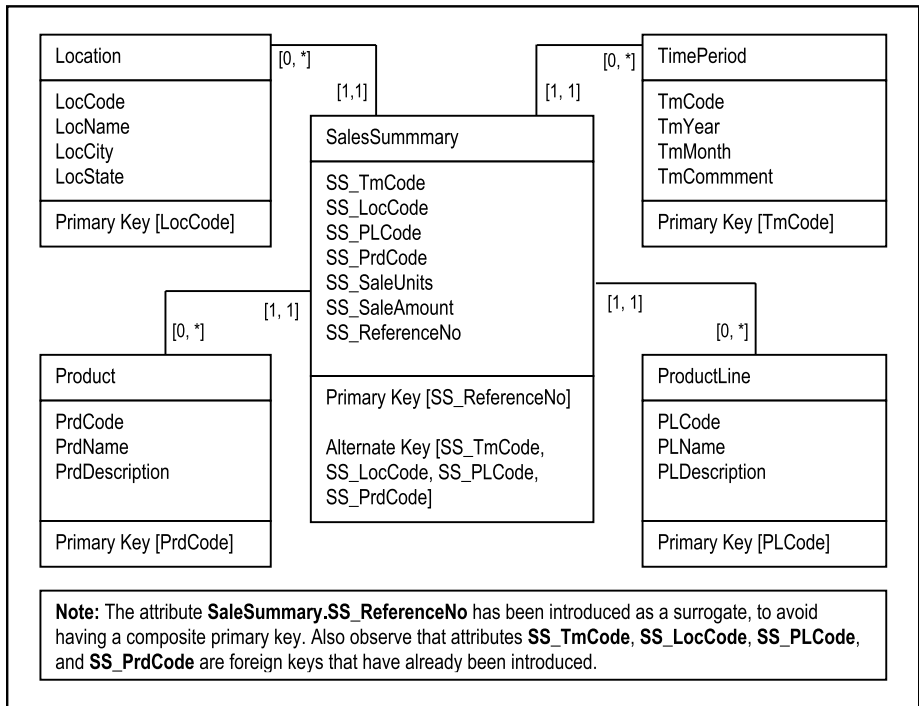 Location
LocCode
LocName
LocCity
LocState
Primary Key [LocCode]
[0, *]
[1,1]
[0, *]
[1, 1]
TimePeriod
TmCode
TmYear
TmMonth
TmCommment
Primary Key [TmCode]
SalesSummmary
SS_TmCode
SS_LocCode
SS_PLCode
SS_PrdCode
SS_SaleUnits
SS_SaleAmount
SS_ReferenceNo
Primary Key [SS_ReferenceNo]
Alternate Key [SS_TmCode,
SS_LocCode, SS_PLCode,
SS_PrdCode]
[1, 1]
[0, *]
[1, 1]
[0, *]
Product
PrdCode
PrdName
PrdDescription
Primary Key [PrdCode]
ProductLine
PLCode
PLName
PLDescription
Primary Key [PLCode]
Note: The attribute SaleSummary.SS_ReferenceNo has been introduced as a surrogate, to avoid
having a composite primary key. Also observe that attributes SS_TmCode, SS_LocCode, SS_PLCode,
and SS_PrdCode are foreign keys that have already been introduced.